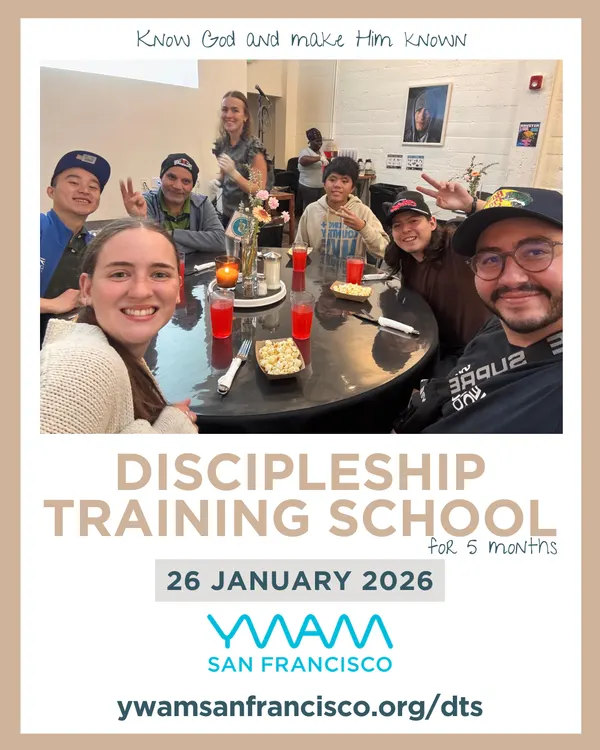 Know God and make Him known
DISCIPLESHIP
TRAINING SCHOOL
for 5 months
26 JANUARY 2026
YWAM
SAN FRANCISCO
ywamsanfrancisco.org/dts